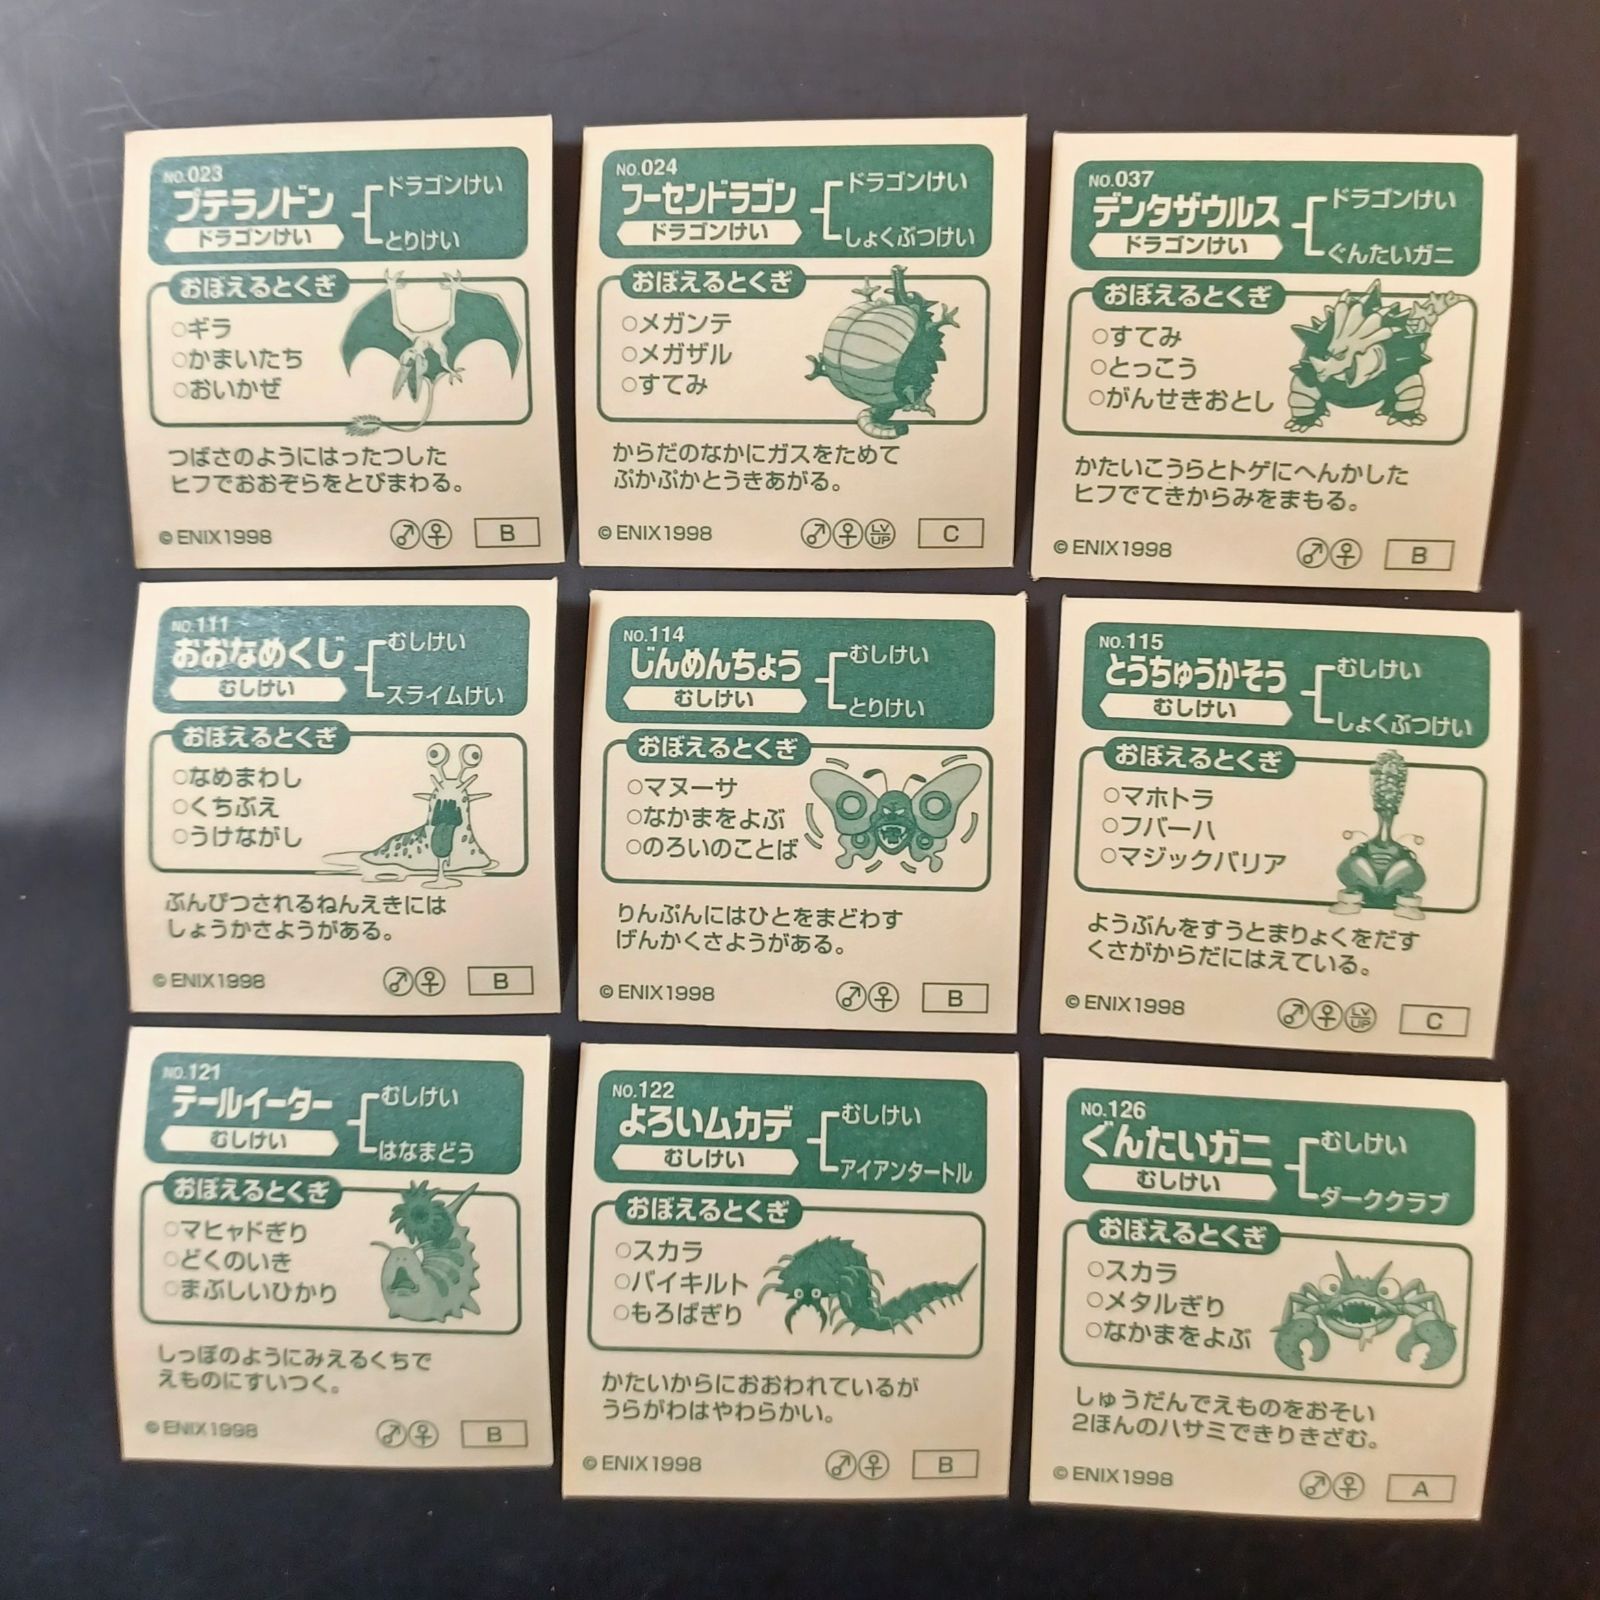 NO.023
プテラノドン
ドラゴンけい
ドラゴンけい
とりけい
おぼえるとくぎ
○ギラ
○かまいたち
○おいかぜ
つばさのようにはったつした
ヒフでおおぞらをとびまわる。
©ENIX1998
♂♀
B
NO.024
フーセンドラゴン
ドラゴンけい
ドラゴンけい
しょくぶつけい
おぼえるとくぎ
○メガンテ
○メガザル
○すてみ
からだのなかにガスをためて
ぷかぷかとうきあがる。
©ENIX1998
♂♀LV UP
C
NO.037
デンタザウルス
ドラゴンけい
ドラゴンけい
ぐんたいガニ
おぼえるとくぎ
○すてみ
○とっこう
○がんせきおとし
かたいこうらとトゲにへんかした
ヒフでてきからみをまもる。
©ENIX1998
♂♀
B
NO.111
おおなめくじ
むしけい
むしけい
スライムけい
おぼえるとくぎ
○なめまわし
○くちぶえ
○うけながし
ぶんぴつされるねんえきには
しょうかさようがある。
©ENIX1998
♂♀
B
NO.114
じんめんちょう
むしけい
むしけい
とりけい
おぼえるとくぎ
○マヌーサ
○なかまをよぶ
○のろいのことば
りんぷんにはひとをまどわす
げんかくさようがある。
©ENIX1998
♂♀
B
NO.115
とうちゅうかそう
むしけい
むしけい
しょくぶつけい
おぼえるとくぎ
○マホトラ
○フバーハ
○マジックバリア
ようぶんをすうとまりょくをだす
くさがからだにはえている。
©ENIX1998
♂♀LV UP
C
NO.121
テールイーター
むしけい
むしけい
はなまどう
おぼえるとくぎ
○マヒャドぎり
○どくのいき
○まぶしいひかり
しっぽのようにみえるくちで
えものにすいつく。
©ENIX1998
♂♀
B
NO.122
よろいムカデ
むしけい
むしけい
アイアンタートル
おぼえるとくぎ
○スカラ
○バイキルト
○もろばぎり
かたいからにおおわれているが
うらがわはやわらかい。
©ENIX1998
♂♀
B
NO.126
ぐんたいガニ
むしけい
むしけい
ダーククラブ
おぼえるとくぎ
○スカラ
○メタルぎり
○なかまをよぶ
しゅうだんでえものをおそい
2ほんのハサミできりきざむ。
©ENIX1998
♂♀
A